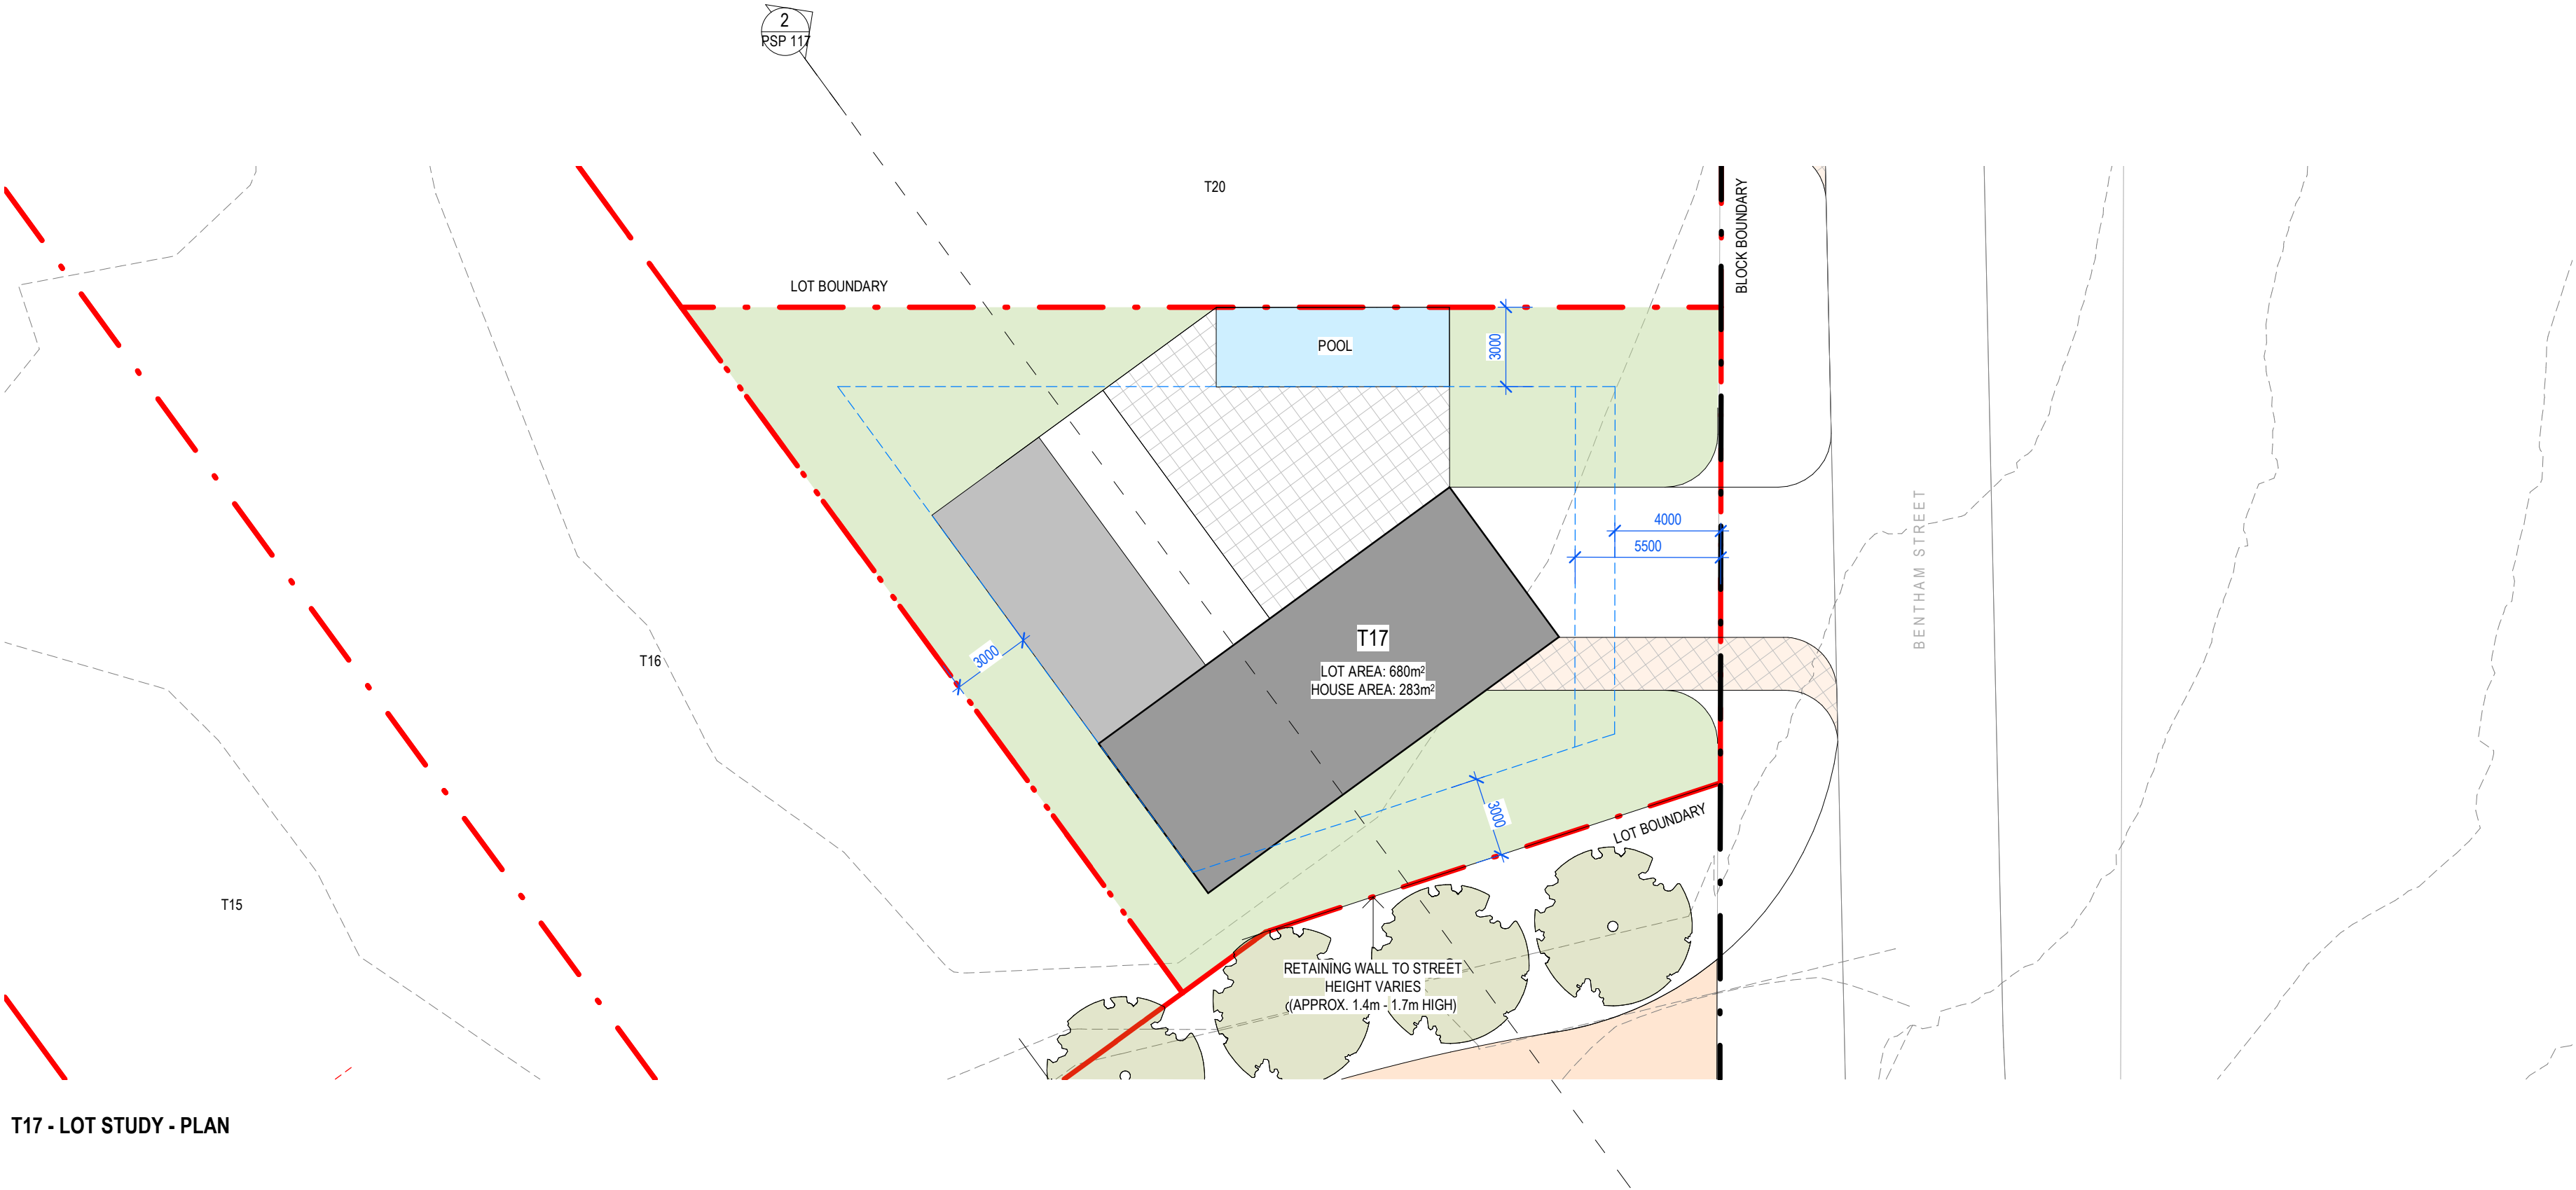 2
PSP 117
T20
BLOCK BOUNDARY
LOT BOUNDARY
POOL
3000
4000
5500
BENTHAM STREET
T17
LOT AREA: 680m²
HOUSE AREA: 283m²
3000
T16
3000
LOT BOUNDARY
T15
RETAINING WALL TO STREET
HEIGHT VARIES
(APPROX. 1.4m - 1.7m HIGH)
T17 - LOT STUDY - PLAN